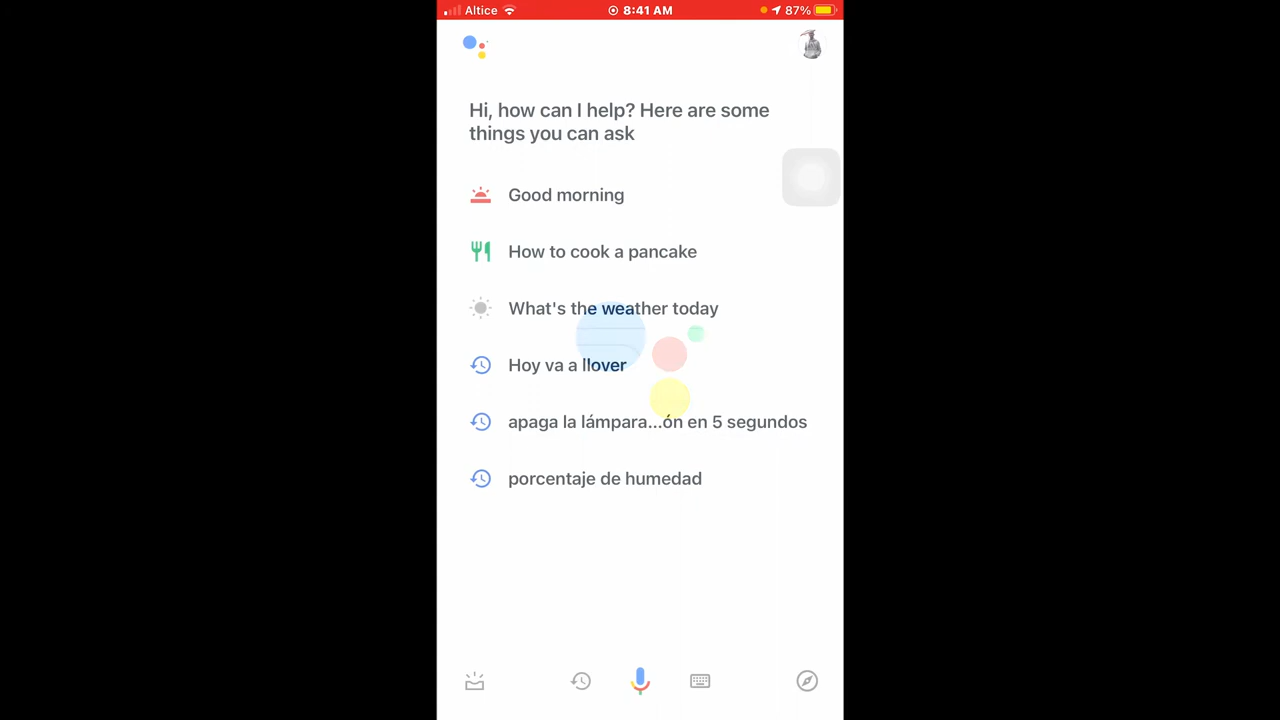 Altice 8:41 AM 87%
Hi, how can I help? Here are some
things you can ask
Good morning
How to cook a pancake
What's the weather today
Hoy va a llover
apaga la lámpara...ón en 5 segundos
porcentaje de humedad